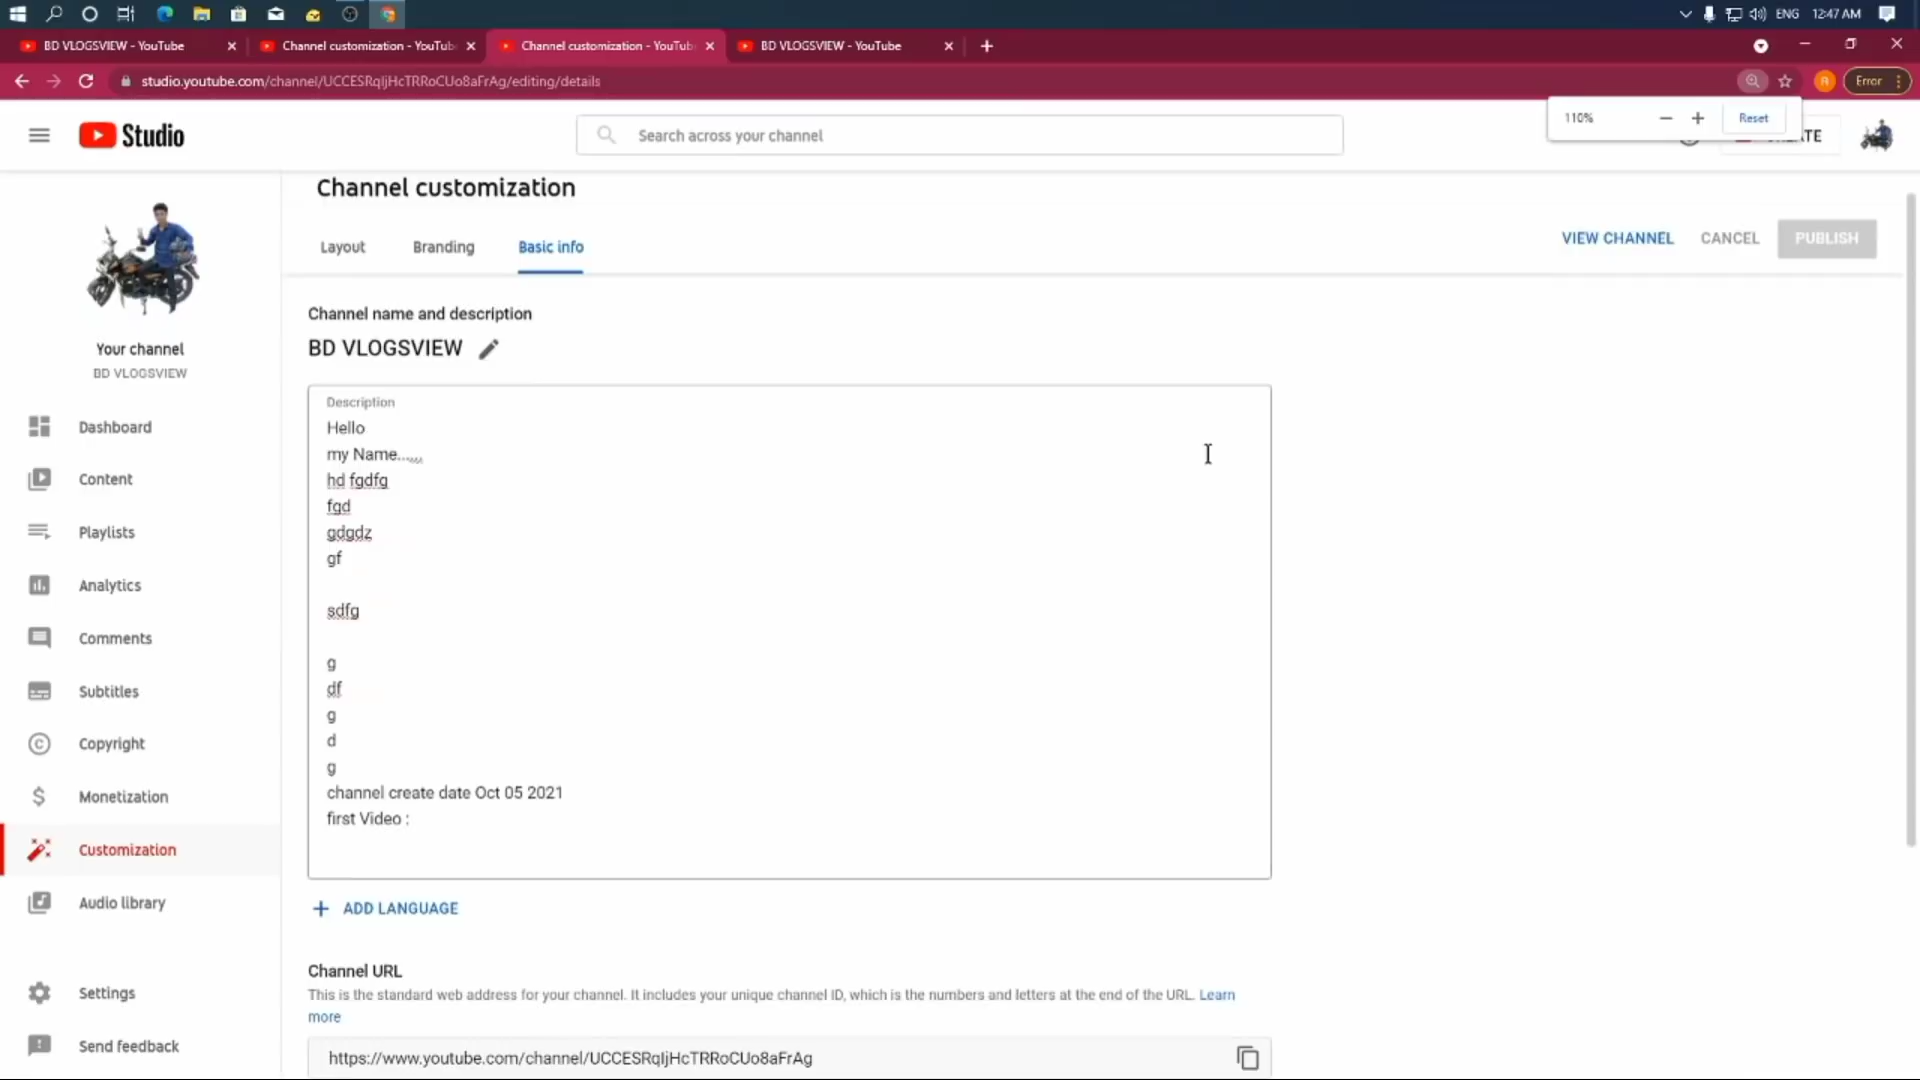 ENG 12:47 AM
BD VLOGSVIEW - YouTube
Channel customization - YouTub
Channel customization - YouTub
BD VLOGSVIEW - YouTube
studio.youtube.com/channel/UCCESRqIjHcTRRoCUo8aFrAg/editing/details
R
Error
110%
Reset
Studio
Search across your channel
Channel customization
Layout
Branding
Basic info
VIEW CHANNEL
CANCEL
PUBLISH
Your channel
BD VLOGSVIEW
Dashboard
Content
Playlists
Analytics
Comments
Subtitles
Copyright
Monetization
Customization
Audio library
Settings
Send feedback
Channel name and description
BD VLOGSVIEW
Description
Hello
my Name...,,,,
hd fgdfg
fgd
gdgdz
gf
sdfg
g
df
g
d
g
channel create date Oct 05 2021
first Video :
ADD LANGUAGE
Channel URL
This is the standard web address for your channel. It includes your unique channel ID, which is the numbers and letters at the end of the URL. Learn
more
https://www.youtube.com/channel/UCCESRqIjHcTRRoCUo8aFrAg